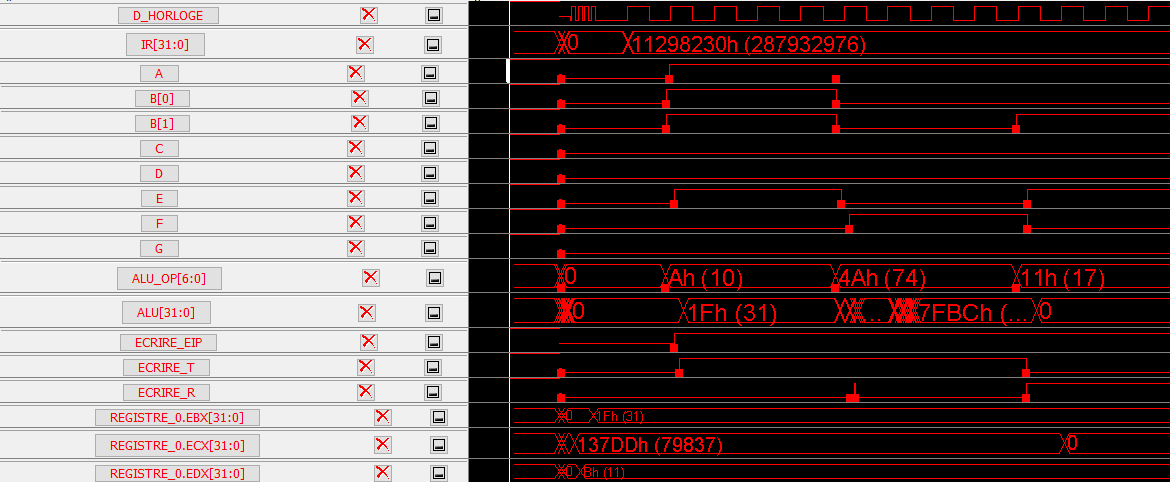 D_HORLOGE
IR[31:0] 0 11298230h (287932976)
A
B[0]
B[1]
C
D
E
F
G
ALU_OP[6:0] 0 Ah (10) 4Ah (74) 11h (17)
ALU[31:0] 0 1Fh (31) ... 7FBCh (... 0
ECRIRE_EIP
ECRIRE_T
ECRIRE_R
REGISTRE_0.EBX[31:0] 0 1Fh (31)
REGISTRE_0.ECX[31:0] 137DDh (79837) 0
REGISTRE_0.EDX[31:0] 0 Bh (11)